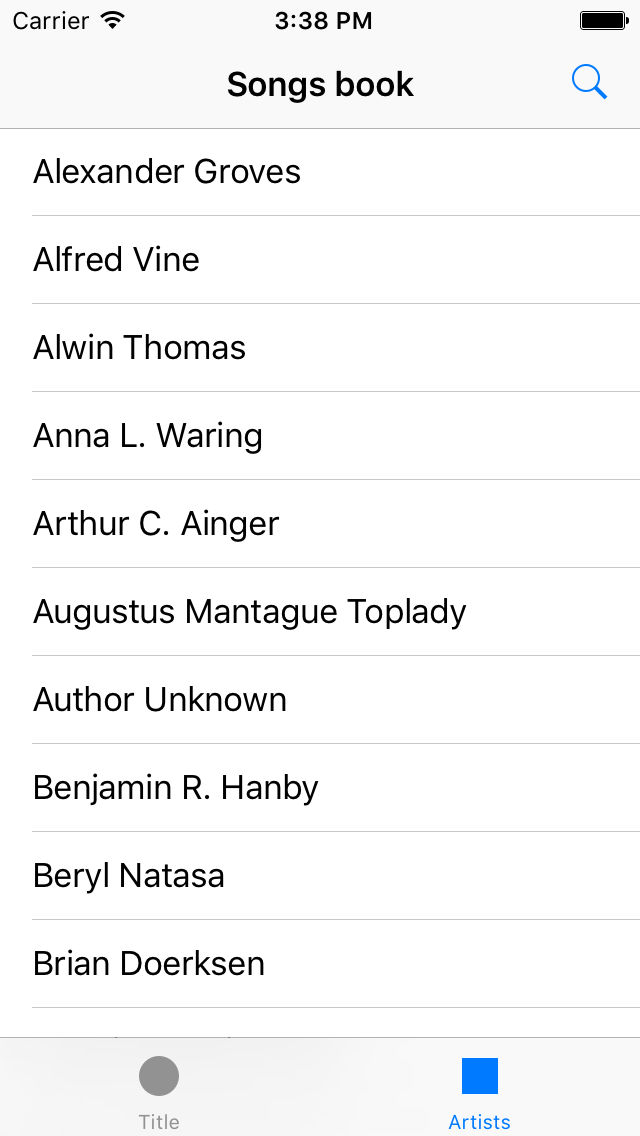 Carrier 3:38 PM
Songs book
Alexander Groves
Alfred Vine
Alwin Thomas
Anna L. Waring
Arthur C. Ainger
Augustus Mantague Toplady
Author Unknown
Benjamin R. Hanby
Beryl Natasa
Brian Doerksen
Title Artists